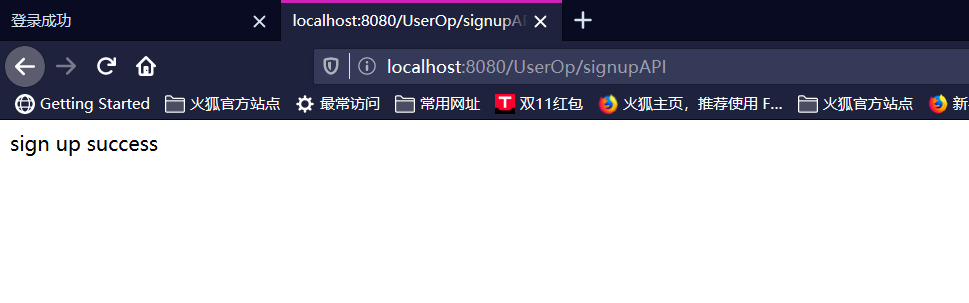 登录成功
localhost:8080/UserOp/signupAPI
localhost:8080/UserOp/signupAPI
Getting Started 火狐官方站点 最常访问 常用网址 T 双11红包 火狐主页，推荐使用 F... 火狐官方站点 新
sign up success